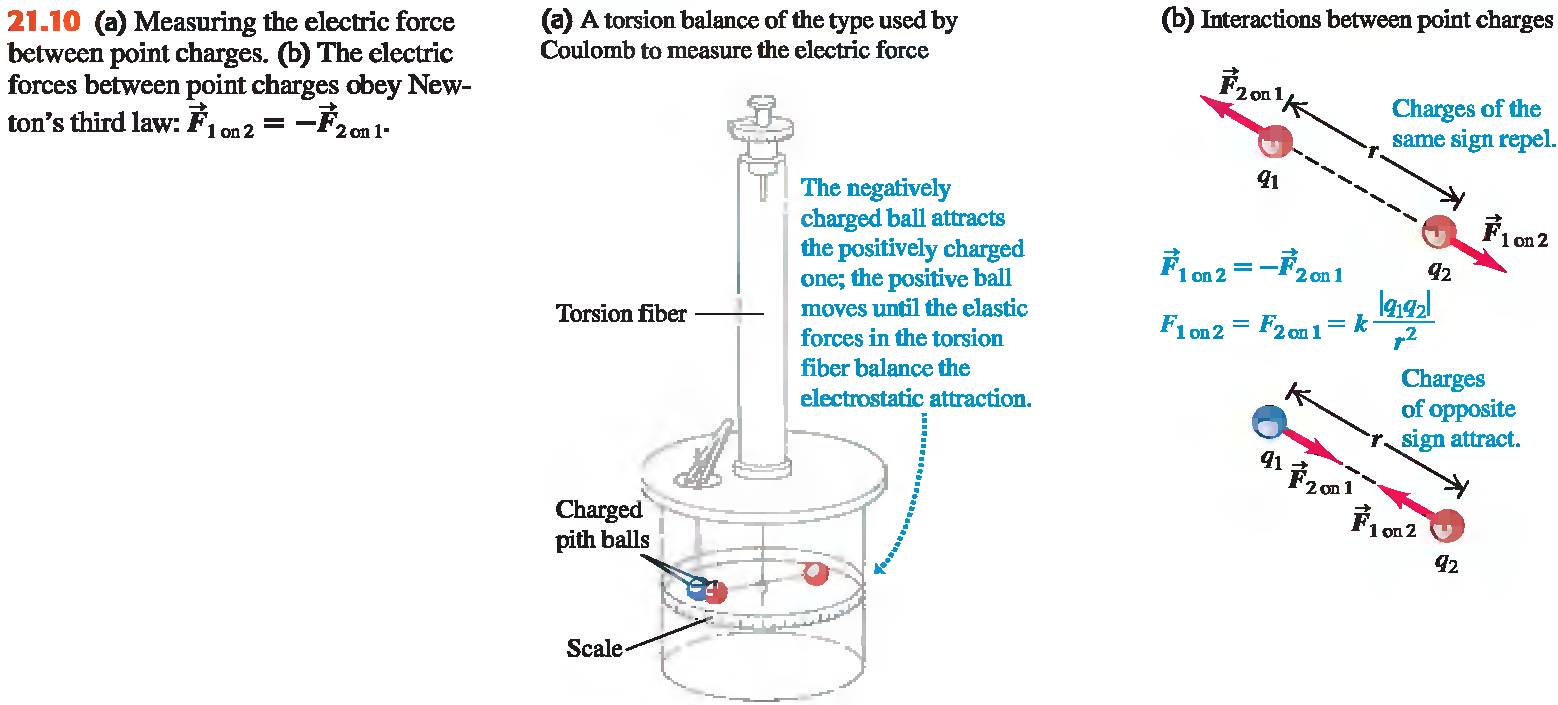 21.10 (a) Measuring the electric force
between point charges. (b) The electric
forces between point charges obey New-
ton's third law: F⃗1 on 2 = −F⃗2 on 1.
(a) A torsion balance of the type used by
Coulomb to measure the electric force
The negatively
charged ball attracts
the positively charged
one; the positive ball
moves until the elastic
forces in the torsion
fiber balance the
electrostatic attraction.
Torsion fiber
Charged
pith balls
Scale
(b) Interactions between point charges
F⃗2 on 1
r
Charges of the
same sign repel.
q1
F⃗1 on 2
q2
F⃗1 on 2 = −F⃗2 on 1
F1 on 2 = F2 on 1 = k |q1q2| / r²
Charges
of opposite
sign attract.
r
q1
F⃗2 on 1
F⃗1 on 2
q2